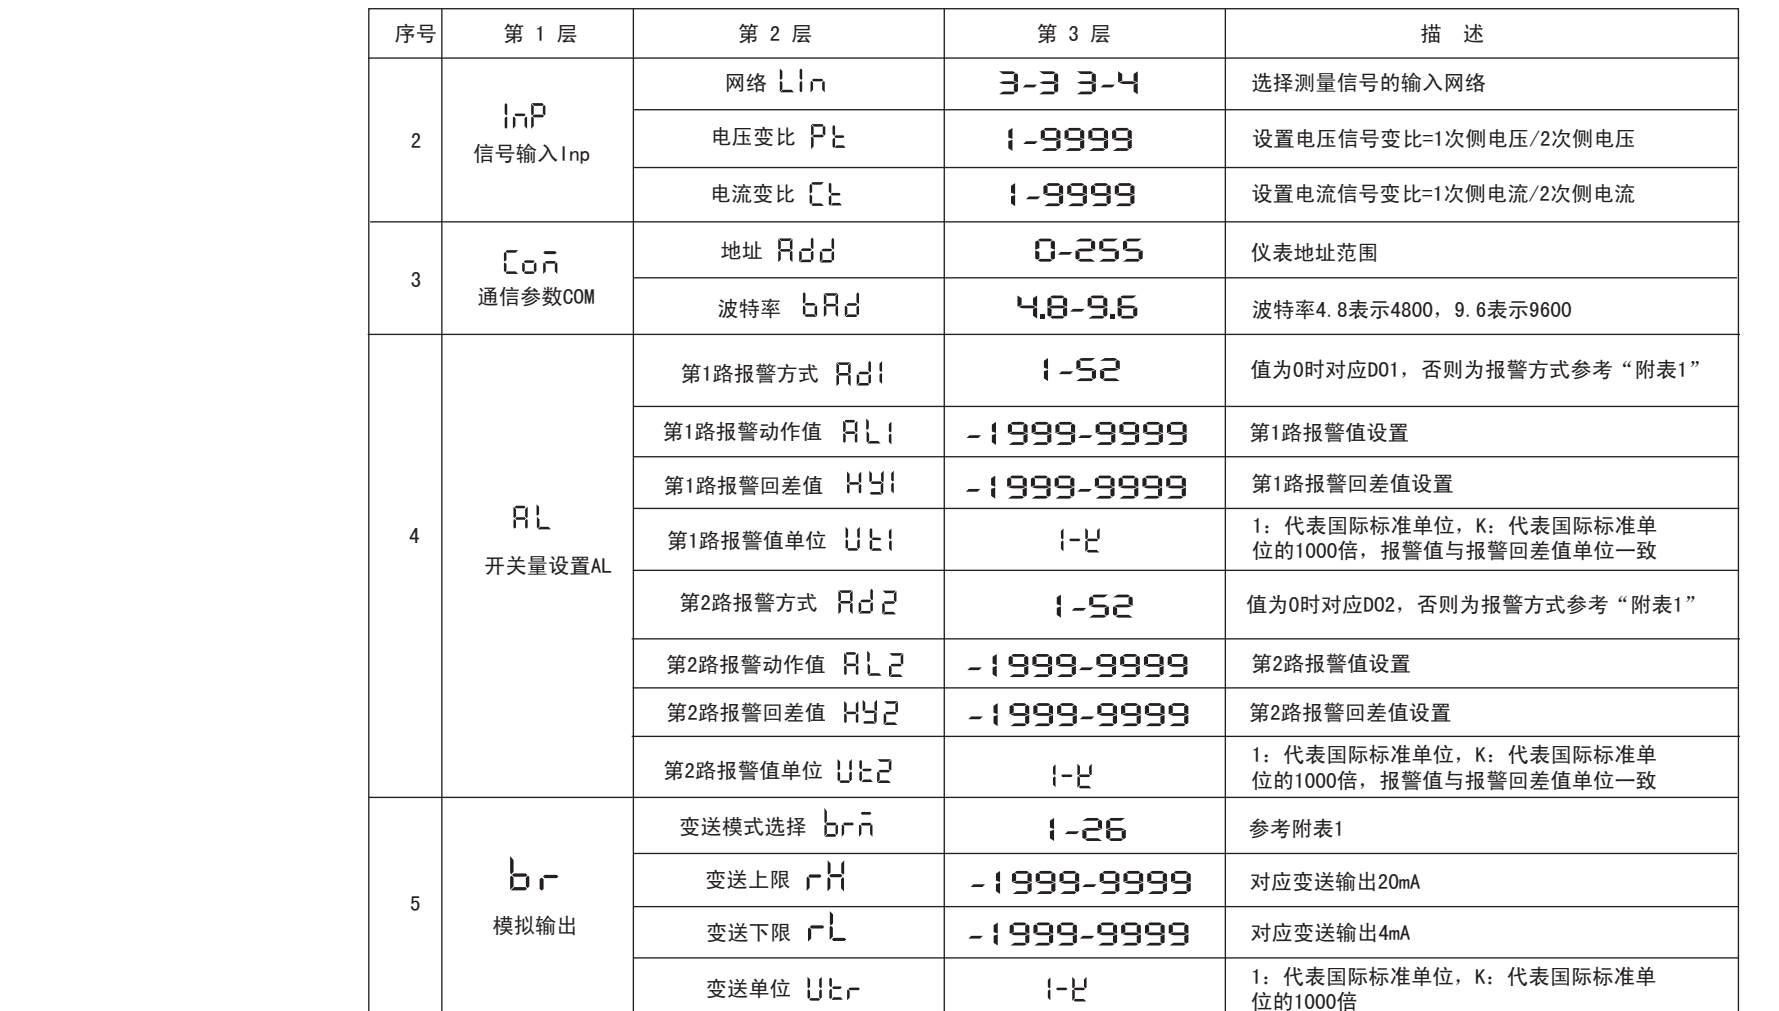 序号 第 1 层 第 2 层 第 3 层 描 述
2
InP
信号输入Inp
网络 LIn 3-3 3-4 选择测量信号的输入网络
电压变比 Pt 1-9999 设置电压信号变比=1次侧电压/2次侧电压
电流变比 Ct 1-9999 设置电流信号变比=1次侧电流/2次侧电流
3
Com
通信参数COM
地址 Add 0-255 仪表地址范围
波特率 bAd 4.8-9.6 波特率4.8表示4800，9.6表示9600
4
AL
开关量设置AL
第1路报警方式 Ad1 1-52 值为0时对应DO1，否则为报警方式参考“附表1”
第1路报警动作值 AL1 -1999-9999 第1路报警值设置
第1路报警回差值 HY1 -1999-9999 第1路报警回差值设置
第1路报警值单位 Ut1 1-K 1：代表国际标准单位，K：代表国际标准单
位的1000倍，报警值与报警回差值单位一致
第2路报警方式 Ad2 1-52 值为0时对应DO2，否则为报警方式参考“附表1”
第2路报警动作值 AL2 -1999-9999 第2路报警值设置
第2路报警回差值 HY2 -1999-9999 第2路报警回差值设置
第2路报警值单位 Ut2 1-K 1：代表国际标准单位，K：代表国际标准单
位的1000倍，报警值与报警回差值单位一致
5
br
模拟输出
变送模式选择 brm 1-26 参考附表1
变送上限 rH -1999-9999 对应变送输出20mA
变送下限 rL -1999-9999 对应变送输出4mA
变送单位 Utr 1-K 1：代表国际标准单位，K：代表国际标准单
位的1000倍